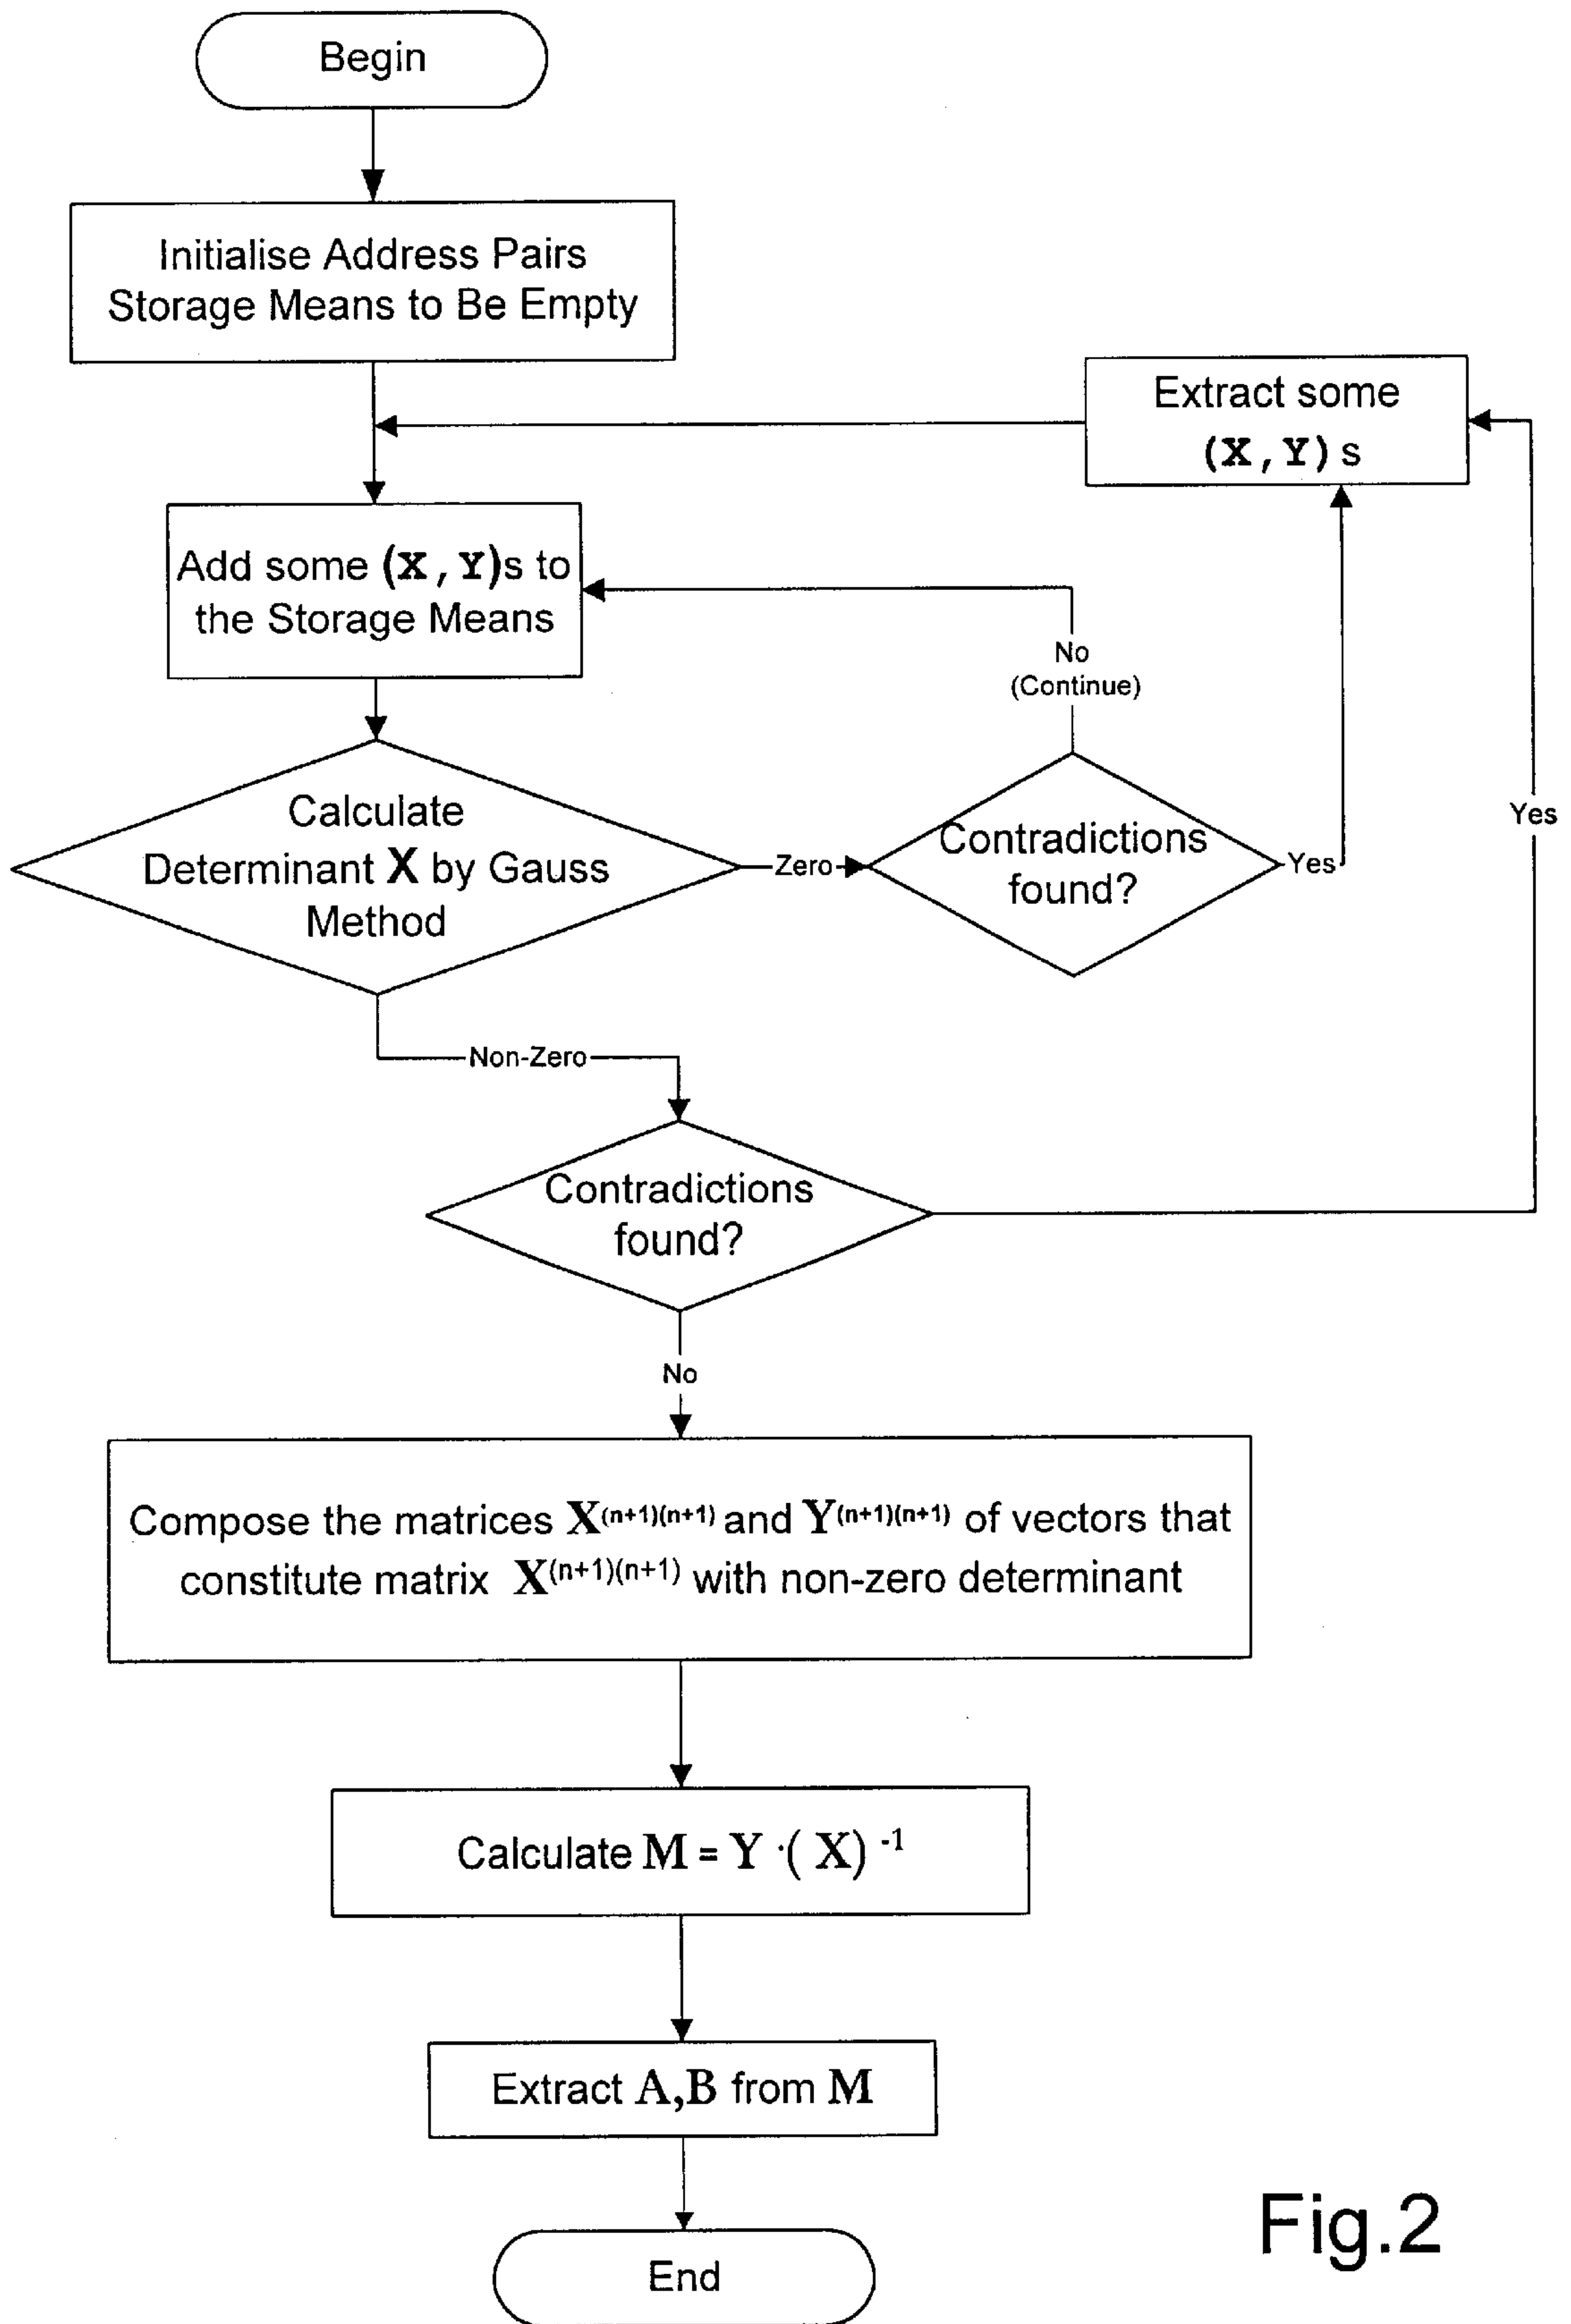 Begin
Initialise Address Pairs
Storage Means to Be Empty
Extract some
(X, Y) s
Add some (X, Y)s to
the Storage Means
No
(Continue)
Calculate
Determinant X by Gauss
Method
Zero
Contradictions
found?
Yes
Yes
Non-Zero
Contradictions
found?
No
Compose the matrices X(n+1)(n+1) and Y(n+1)(n+1) of vectors that
constitute matrix X(n+1)(n+1) with non-zero determinant
Calculate M = Y ·( X) -1
Extract A,B from M
End
Fig.2